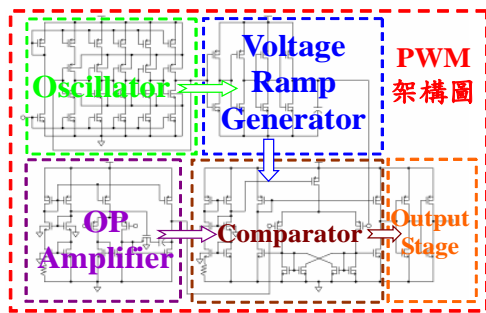 Oscillator
Voltage
Ramp
Generator
PWM
架構圖
OP
Amplifier
Comparator
Output
Stage